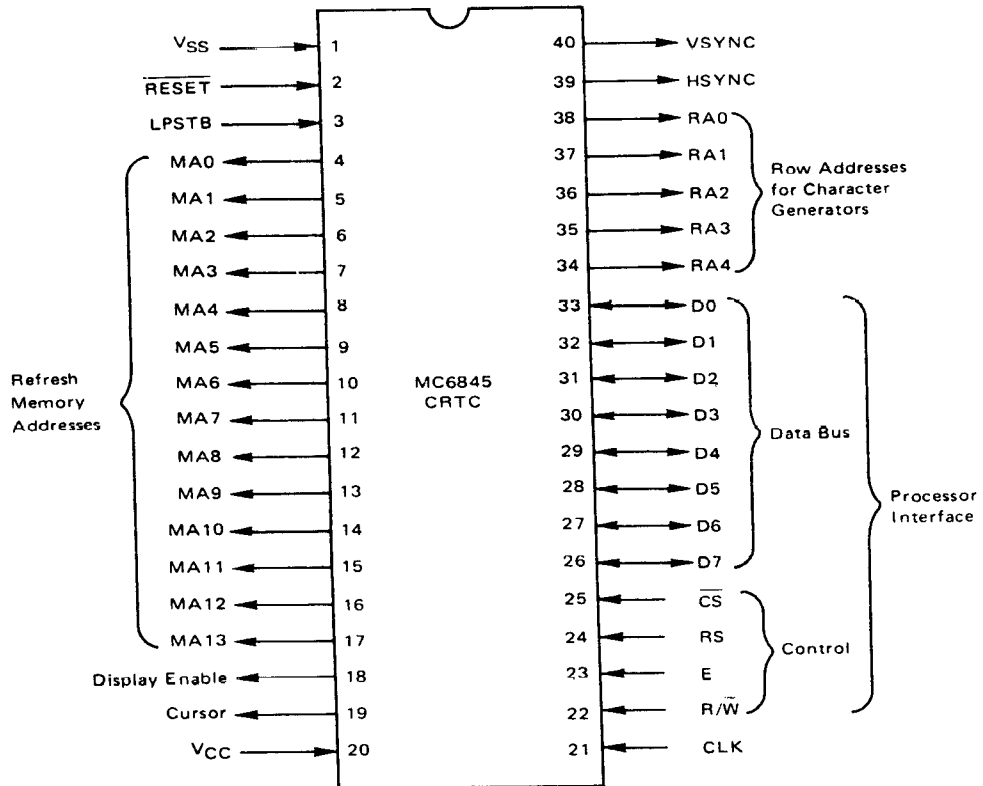 VSS 1
RESET 2
LPSTB 3
MA0 4
MA1 5
MA2 6
MA3 7
MA4 8
MA5 9
MA6 10
MA7 11
MA8 12
MA9 13
MA10 14
MA11 15
MA12 16
MA13 17
Display Enable 18
Cursor 19
VCC 20
Refresh
Memory
Addresses
MC6845
CRTC
40 VSYNC
39 HSYNC
38 RA0
37 RA1
36 RA2
35 RA3
34 RA4
33 D0
32 D1
31 D2
30 D3
29 D4
28 D5
27 D6
26 D7
25 C̅S̅
24 RS
23 E
22 R/W̅
21 CLK
Row Addresses
for Character
Generators
Data Bus
Control
Processor
Interface